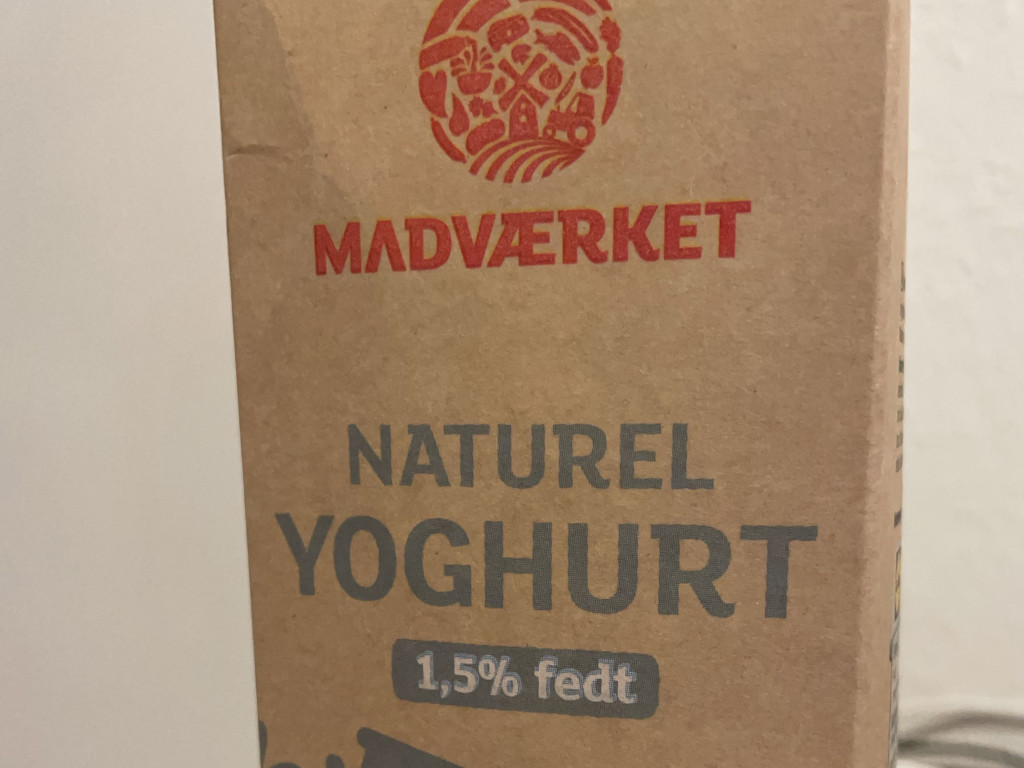 MADVÆRKET
NATUREL
YOGHURT
1,5% fedt